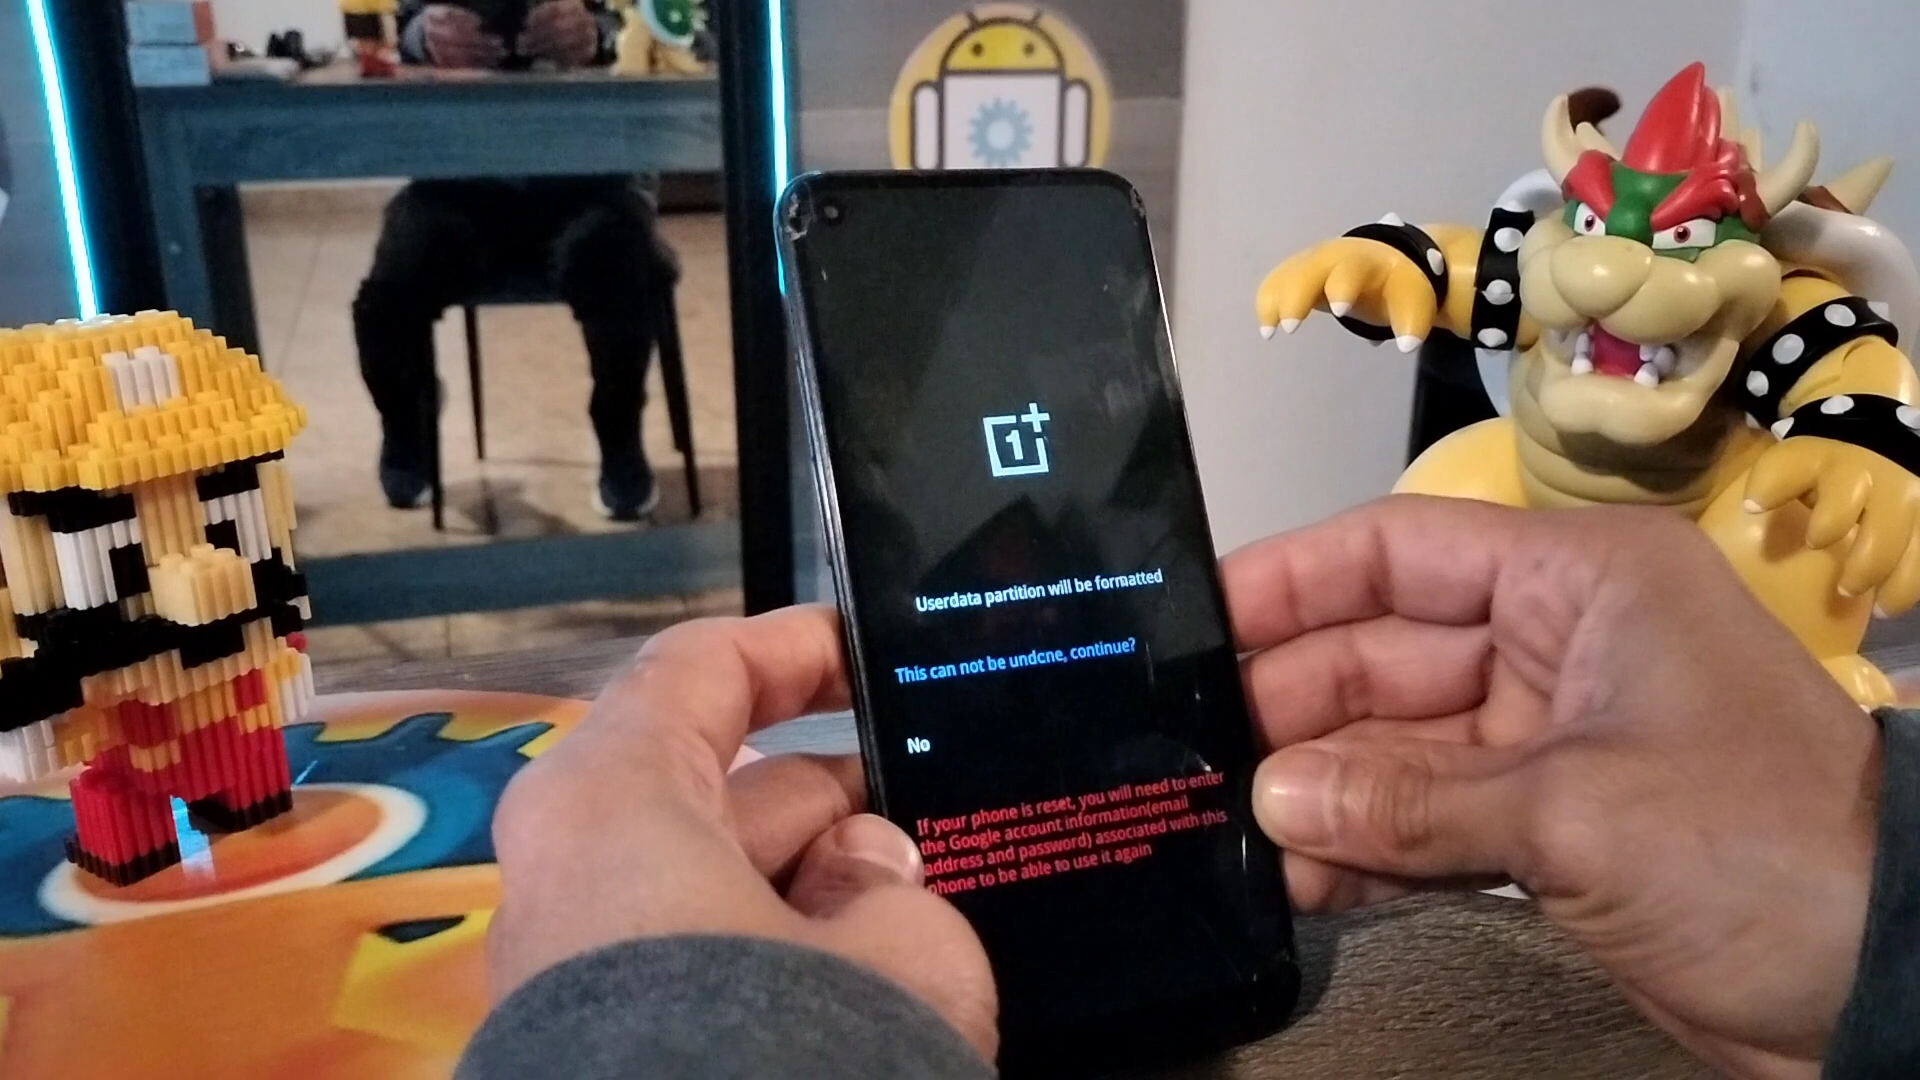 1+
Userdata partition will be formatted
This can not be undone, continue?
No
If your phone is reset, you will need to enter
the Google account information(email
address and password) associated with this
phone to be able to use it again